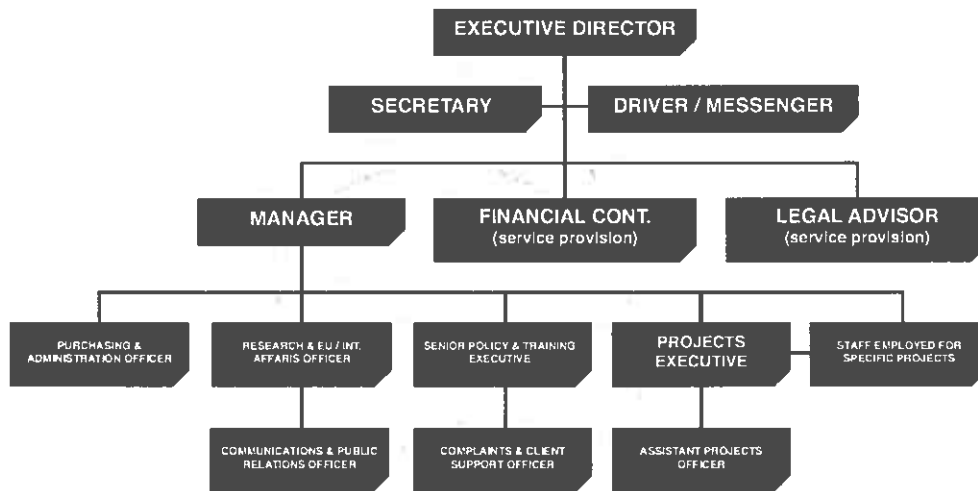 EXECUTIVE DIRECTOR
SECRETARY
DRIVER / MESSENGER
MANAGER
FINANCIAL CONT.
(service provision)
LEGAL ADVISOR
(service provision)
PURCHASING &
ADMINISTRATION OFFICER
RESEARCH & EU / INT.
AFFARIS OFFICER
SENIOR POLICY & TRAINING
EXECUTIVE
PROJECTS
EXECUTIVE
STAFF EMPLOYED FOR
SPECIFIC PROJECTS
COMMUNICATIONS & PUBLIC
RELATIONS OFFICER
COMPLAINTS & CLIENT
SUPPORT OFFICER
ASSISTANT PROJECTS
OFFICER